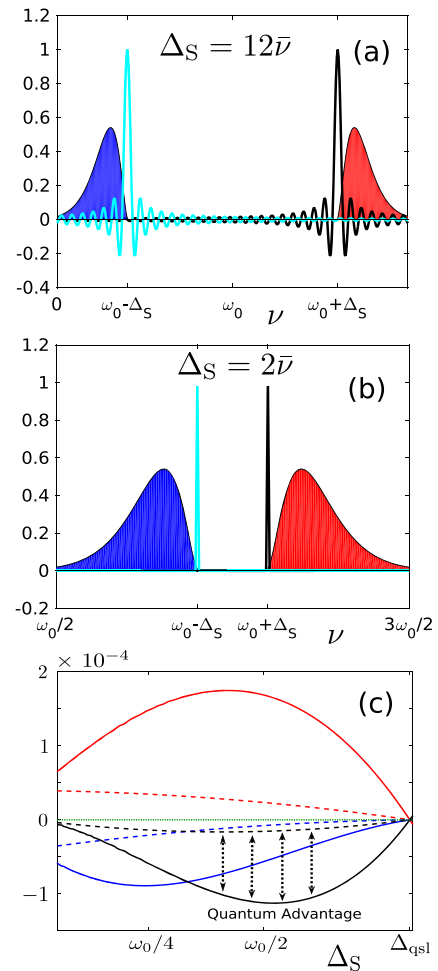 1.2
Δ_S = 12ν̄
(a)
1
0.8
0.6
0.4
0.2
0
-0.2
-0.4
0
ω₀-Δ_S
ω₀
ν
ω₀+Δ_S
1.2
Δ_S = 2ν̄
(b)
1
0.8
0.6
0.4
0.2
0
-0.2
ω₀/2
ω₀-Δ_S
ω₀+Δ_S
ν
3ω₀/2
× 10⁻⁴
2
(c)
1
0
−1
Quantum Advantage
ω₀/4
ω₀/2
Δ_S
Δ_qsl